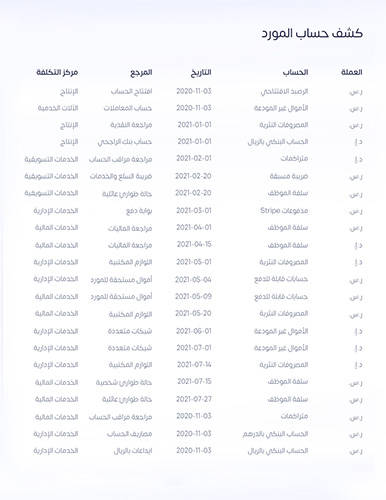 كشف حساب المورد
العملة الحساب التاريخ المرجع مركز التكلفة
ر.س. الرصيد الافتتاحي 2020-11-03 افتتاح الحساب الإنتاج
ر.س. الأموال غير المودعة 2020-11-03 حساب المعاملات الآلات الخدمية
ر.س. المصروفات النثرية 2021-01-01 مراجعة النقدية الإنتاج
د.إ. الحساب البنكي بالريال 2021-01-01 حساب بنك الراجحي الإنتاج
د.إ. متراكمات 2021-02-01 مراجعة مراقب الحساب الخدمات التسويقية
ر.س. ضريبة مسبقة 2021-02-20 ضريبة السلع والخدمات الخدمات التسويقية
ر.س. سلفة الموظف 2021-02-20 حالة طوارئ عائلية الخدمات التسويقية
ر.س. مدفوعات Stripe 2021-03-01 بوابة دفع الخدمات الإدارية
ر.س. سلفة الموظف 2021-04-01 مراجعة الماليات الخدمات المالية
د.إ. سلفة الموظف 2021-04-15 مراجعة الماليات الخدمات المالية
د.إ. المصروفات النثرية 2021-05-01 اللوازم المكتبية الخدمات الإدارية
ر.س. حسابات قابلة للدفع 2021-05-04 أموال مستحقة للمورد الخدمات الإدارية
ر.س. حسابات قابلة للدفع 2021-05-09 أموال مستحقة للمورد الخدمات المالية
ر.س. المصروفات النثرية 2021-05-20 اللوازم المكتبية الخدمات المالية
د.إ. الأموال غير المودعة 2021-06-01 شبكات متعددة الخدمات الإدارية
د.إ. الأموال غير المودعة 2021-07-01 شبكات متعددة الخدمات الإدارية
د.إ. المصروفات النثرية 2021-07-14 اللوازم المكتبية الخدمات الإدارية
ر.س. سلفة الموظف 2021-07-15 حالة طوارئ شخصية الخدمات المالية
ر.س. سلفة الموظف 2021-07-27 حالة طوارئ عائلية الخدمات المالية
ر.س. متراكمات 2020-11-03 مراجعة مراقب الحساب الخدمات المالية
ر.س. الحساب البنكي بالدرهم 2020-11-03 مصاريف الحساب الخدمات الإدارية
ر.س. الحساب البنكي بالريال 2020-11-03 إيداعات بالريال الخدمات الإدارية